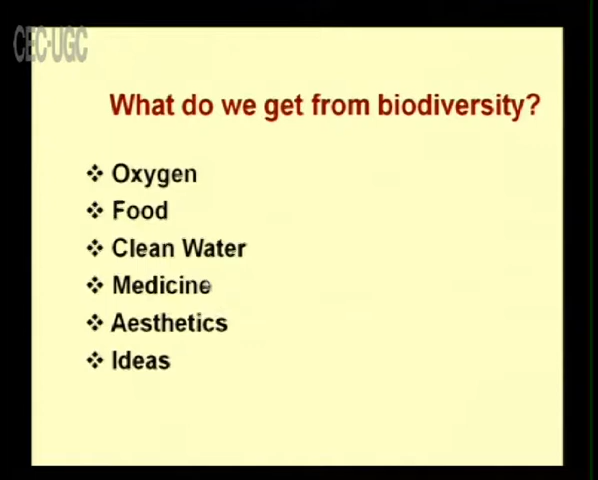 CEC-UGC
What do we get from biodiversity?
❖ Oxygen
❖ Food
❖ Clean Water
❖ Medicine
❖ Aesthetics
❖ Ideas